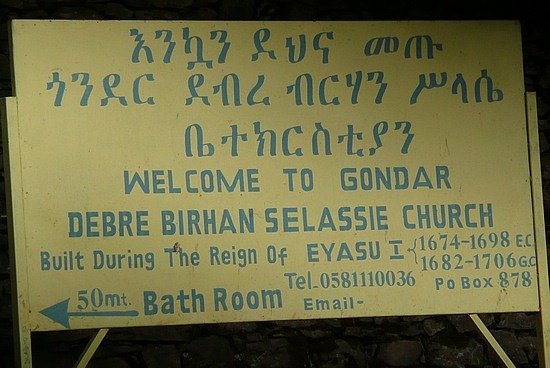 እንኳን ደህና መጡ
ጎንደር ደብረ ብርሃን ሥላሴ
ቤተክርስቲያን
WELCOME TO GONDAR
DEBRE BIRHAN SELASSIE CHURCH
Built During The Reign Of EYASU I {1674-1698 E.C
1682-1706 G.C
Tel_0581110036 Po Box 878
50mt. Bath Room Email-